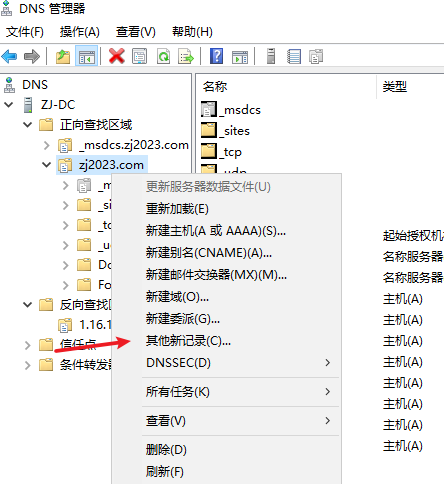 DNS 管理器
文件(F) 操作(A) 查看(V) 帮助(H)
DNS
ZJ-DC
正向查找区域
_msdcs.zj2023.com
zj2023.com
_m
_si
_tc
_u
Do
Fo
反向查找区
1.16.1
信任点
条件转发器
名称 类型
_msdcs
_sites
_tcp
_udp
更新服务器数据文件(U)
重新加载(E)
新建主机(A 或 AAAA)(S)...
新建别名(CNAME)(A)...
新建邮件交换器(MX)(M)...
新建域(O)...
新建委派(G)...
其他新记录(C)...
DNSSEC(D)
所有任务(K)
查看(V)
删除(D)
刷新(F)
起始授权机
名称服务器
名称服务器
主机(A)
主机(A)
主机(A)
主机(A)
主机(A)
主机(A)
主机(A)
主机(A)